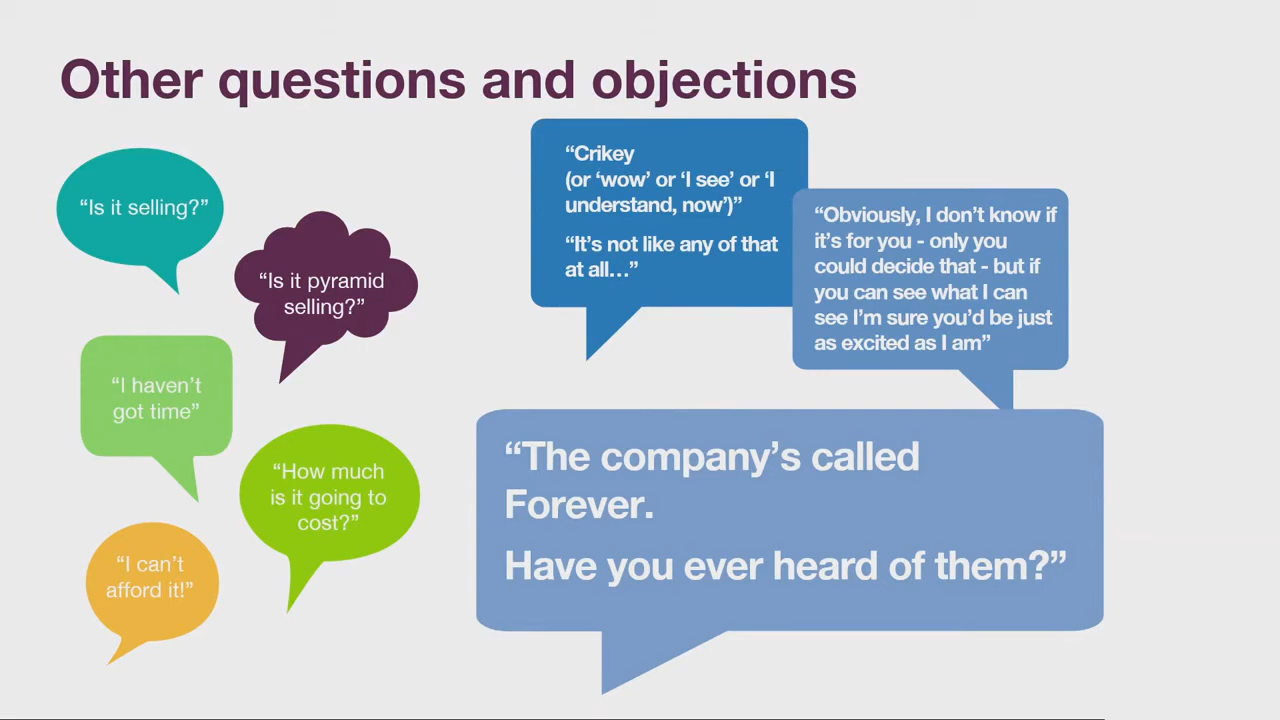 Other questions and objections
“Is it selling?”
“Is it pyramid
selling?”
“I haven’t
got time”
“How much
is it going to
cost?”
“I can’t
afford it!”
“Crikey
(or ‘wow’ or ‘I see’ or ‘I
understand, now’)”
“It’s not like any of that
at all…”
“Obviously, I don’t know if
it’s for you - only you
could decide that - but if
you can see what I can
see I’m sure you’d be just
as excited as I am”
“The company’s called
Forever.
Have you ever heard of them?”